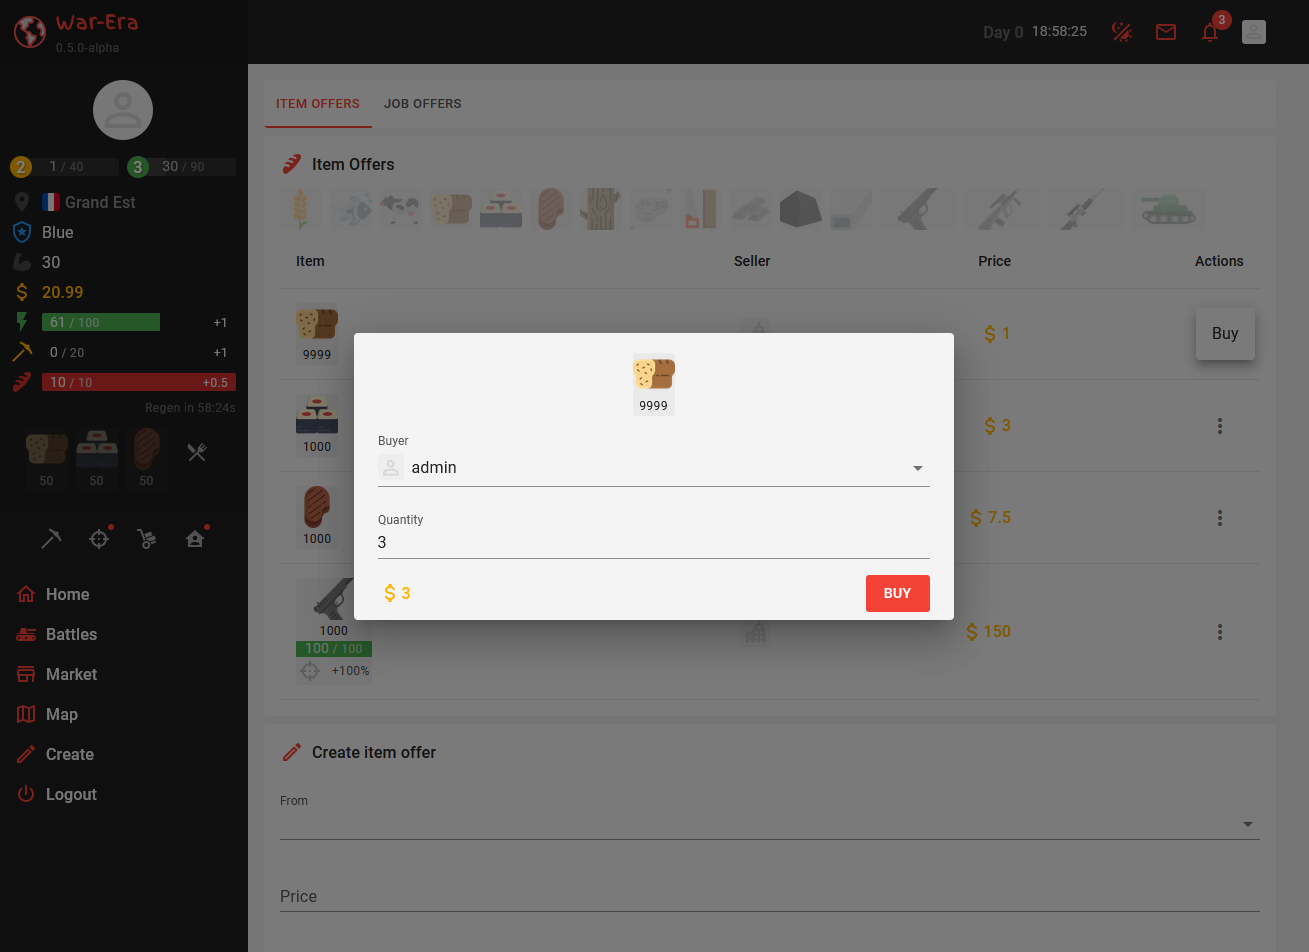 War-Era
0.5.0-alpha
Day 0 18:58:25
3
2 1 / 40 3 30 / 90
Grand Est
Blue
30
$ 20.99
61 / 100 +1
0 / 20 +1
10 / 10 +0.5
Regen in 58:24s
50 50 50
Home
Battles
Market
Map
Create
Logout
ITEM OFFERS JOB OFFERS
Item Offers
Item Seller Price Actions
9999 $ 1 Buy
1000 $ 3
1000 $ 7.5
1000
100 / 100 $ 150
+100%
9999
Buyer
admin
Quantity
3
$ 3 BUY
Create item offer
From
Price